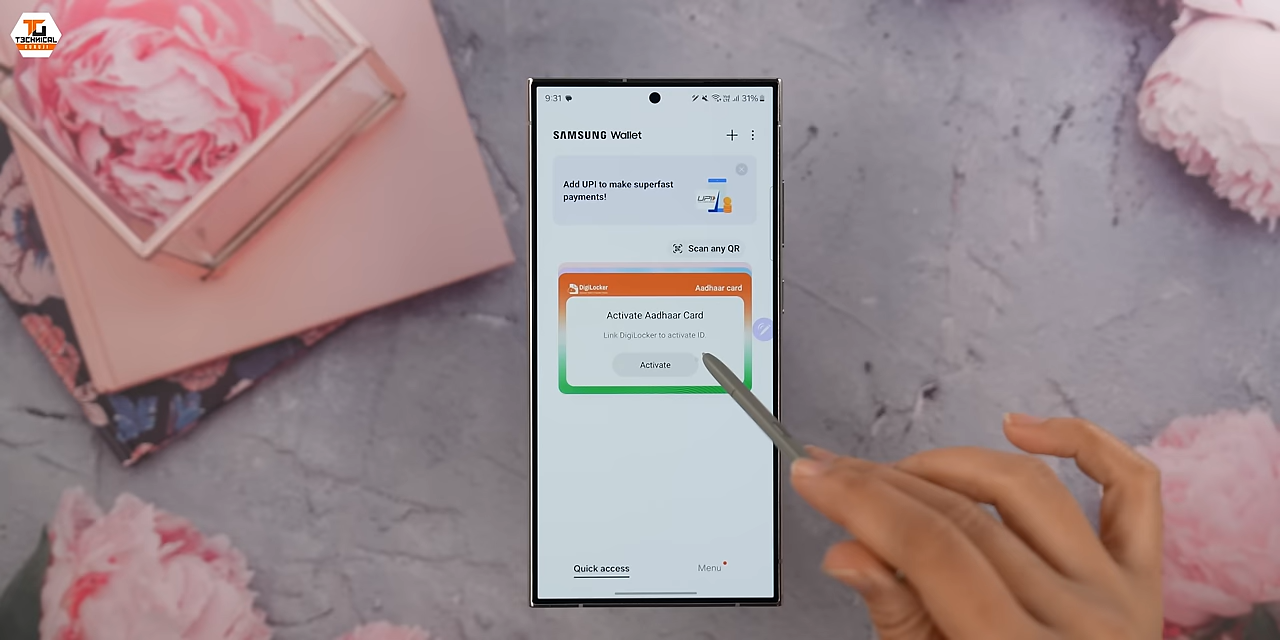 TG
TECHNICAL
GURUJI
9:31
31%
SAMSUNG Wallet
Add UPI to make superfast
payments!
UPI
Scan any QR
DigiLocker
Aadhaar card
Activate Aadhaar Card
Link DigiLocker to activate ID
Activate
Quick access
Menu